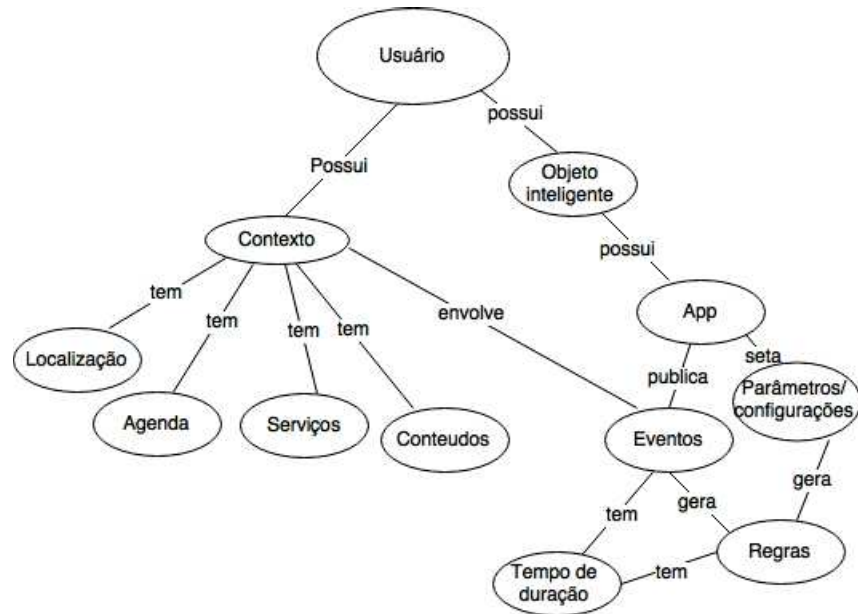 Usuário
possui
Possui
Objeto
inteligente
Contexto
possui
tem
envolve
App
tem
tem
tem
Localização
seta
publica
Parâmetros/
configurações
Agenda
Serviços
Conteudos
Eventos
gera
tem
gera
Regras
Tempo de
duração
tem